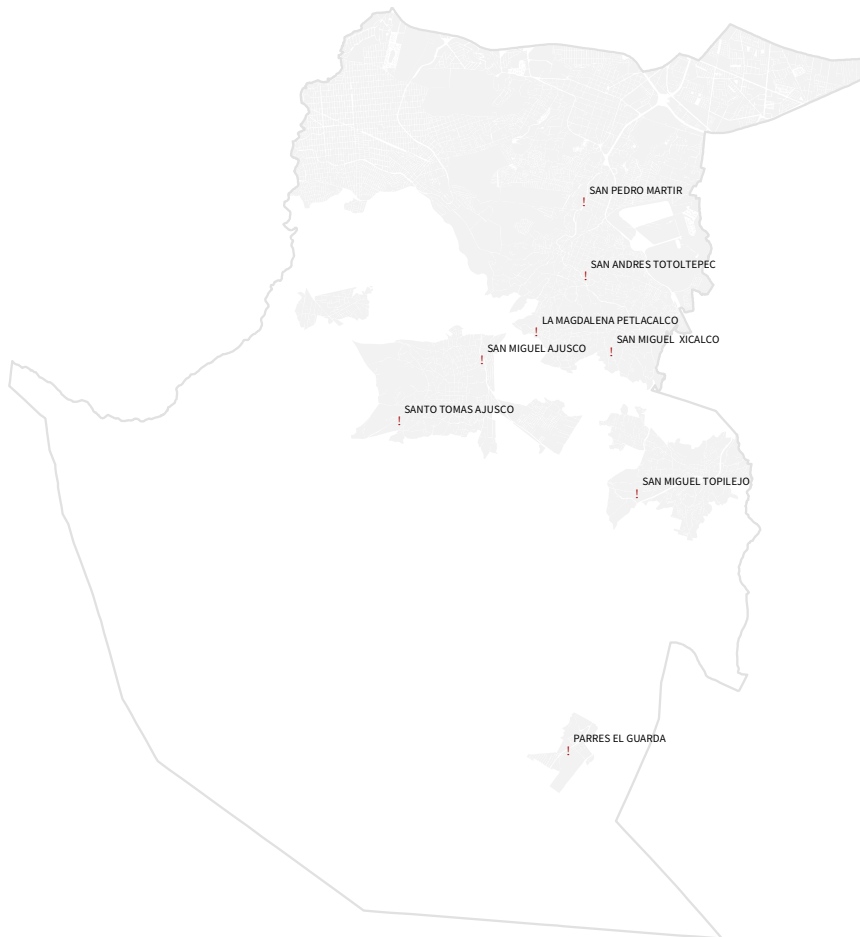 SAN PEDRO MARTIR
!
SAN ANDRES TOTOLTEPEC
!
LA MAGDALENA PETLACALCO
!
SAN MIGUEL  XICALCO
!
SAN MIGUEL AJUSCO
!
SANTO TOMAS AJUSCO
!
SAN MIGUEL TOPILEJO
!
PARRES EL GUARDA
!